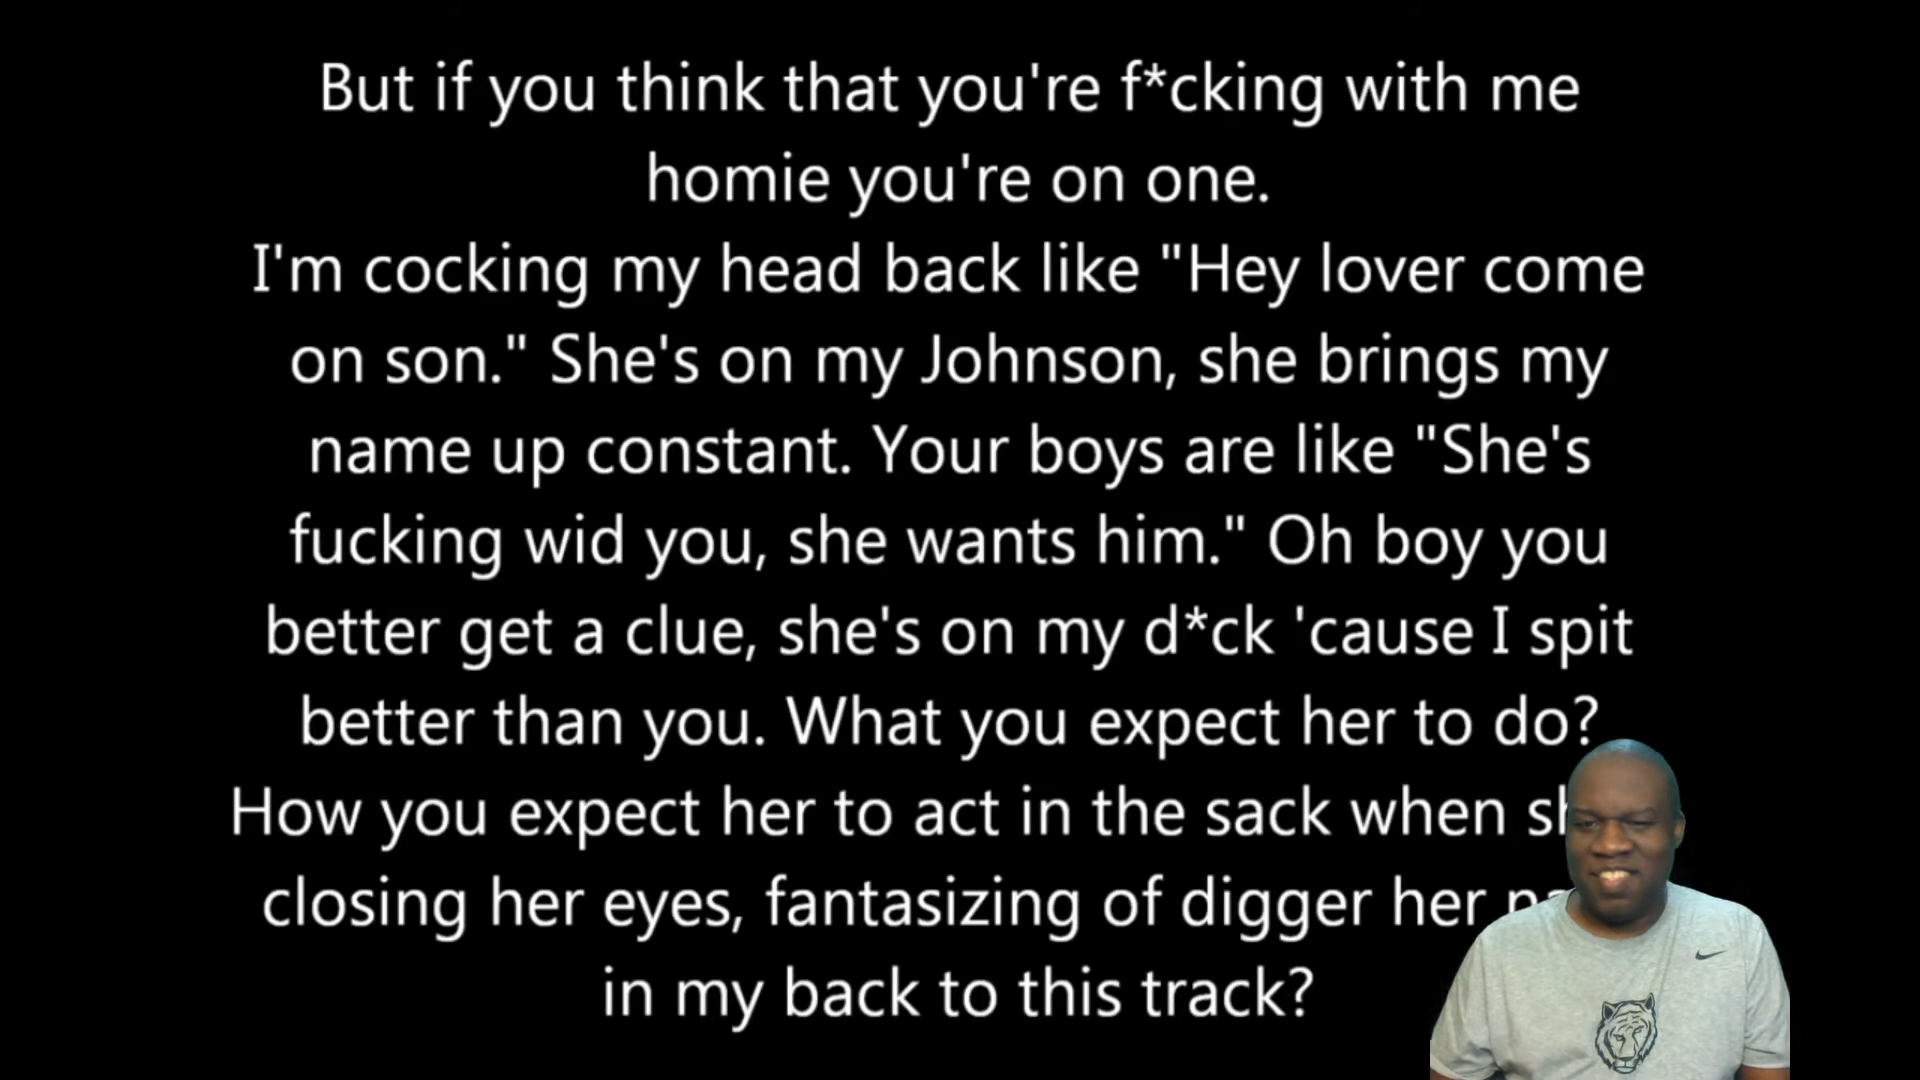 But if you think that you're f*cking with me
homie you're on one.
I'm cocking my head back like "Hey lover come
on son." She's on my Johnson, she brings my
name up constant. Your boys are like "She's
fucking wid you, she wants him." Oh boy you
better get a clue, she's on my d*ck 'cause I spit
better than you. What you expect her to do?
How you expect her to act in the sack when
closing her eyes, fantasizing of digger her
in my back to this track?